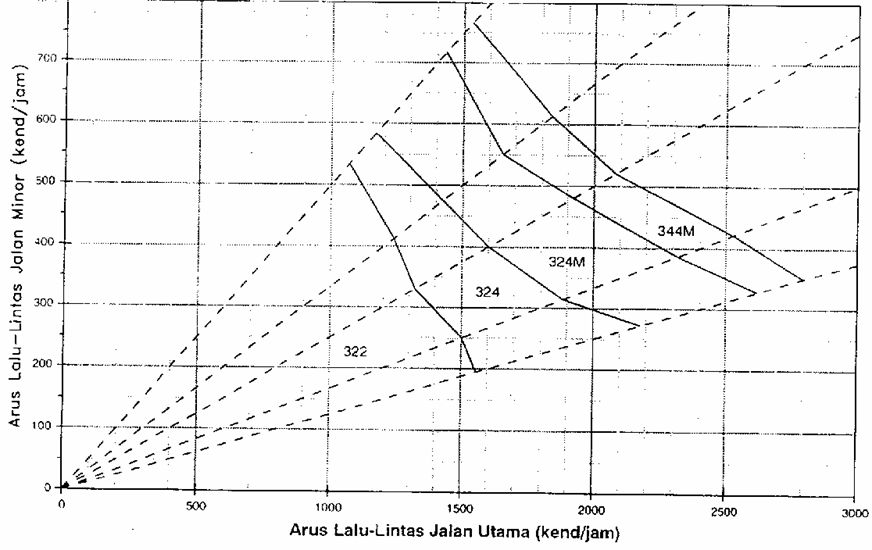 700
600
500
400
300
200
100
0
Arus Lalu-Lintas Jalan Minor (kend/jam)
344M
324M
324
322
0 500 1000 1500 2000 2500 3000
Arus Lalu-Lintas Jalan Utama (kend/jam)